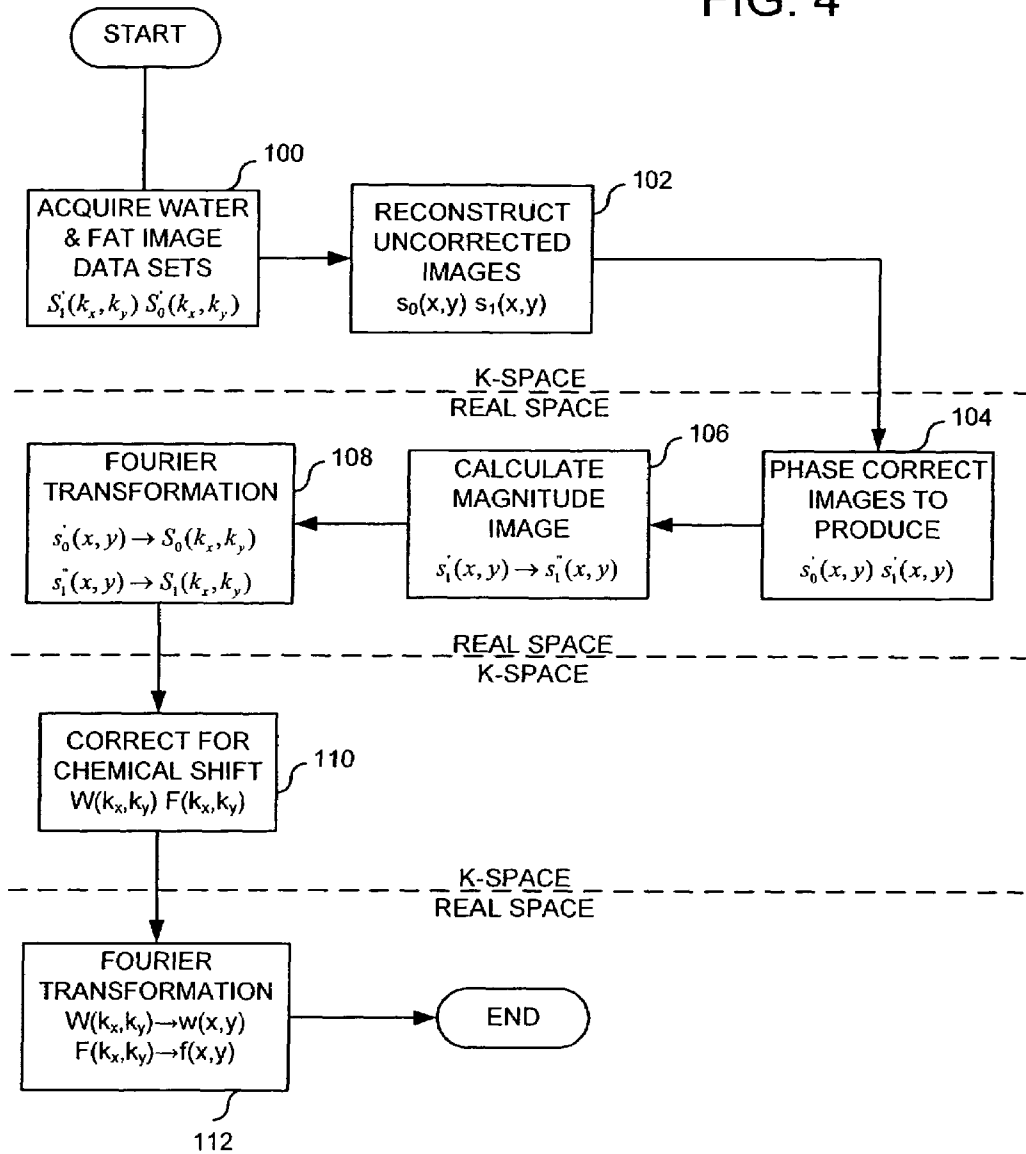 FIG. 4
START
100
ACQUIRE WATER
& FAT IMAGE
DATA SETS
S₁'(kₓ, k_y) S₀'(kₓ, k_y)
102
RECONSTRUCT
UNCORRECTED
IMAGES
s₀(x,y) s₁(x,y)
K-SPACE
REAL SPACE
104
PHASE CORRECT
IMAGES TO
PRODUCE
s₀'(x, y) s₁'(x, y)
106
CALCULATE
MAGNITUDE
IMAGE
s₁'(x, y) → s₁''(x, y)
108
FOURIER
TRANSFORMATION
s₀'(x, y) → S₀(kₓ, k_y)
s₁''(x, y) → S₁(kₓ, k_y)
REAL SPACE
K-SPACE
CORRECT FOR
CHEMICAL SHIFT
W(kₓ,k_y) F(kₓ,k_y)
110
K-SPACE
REAL SPACE
FOURIER
TRANSFORMATION
W(kₓ,k_y)→w(x,y)
F(kₓ,k_y)→f(x,y)
112
END